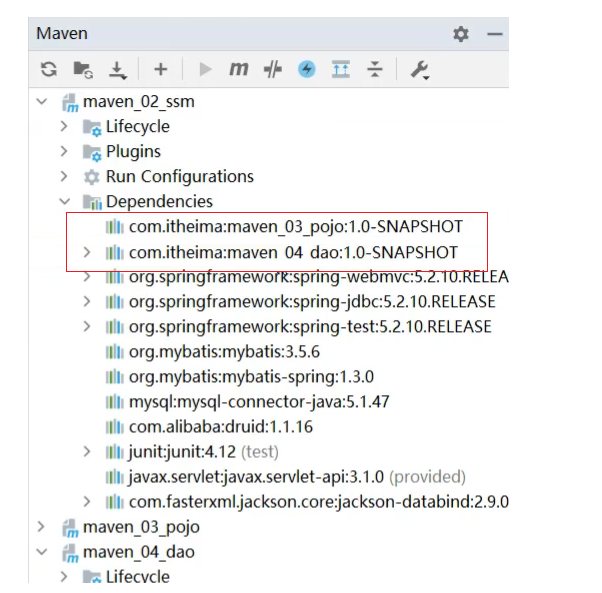 Maven
maven_02_ssm
Lifecycle
Plugins
Run Configurations
Dependencies
com.itheima:maven_03_pojo:1.0-SNAPSHOT
com.itheima:maven_04_dao:1.0-SNAPSHOT
org.springframework:spring-webmvc:5.2.10.RELEA
org.springframework:spring-jdbc:5.2.10.RELEASE
org.springframework:spring-test:5.2.10.RELEASE
org.mybatis:mybatis:3.5.6
org.mybatis:mybatis-spring:1.3.0
mysql:mysql-connector-java:5.1.47
com.alibaba:druid:1.1.16
junit:junit:4.12 (test)
javax.servlet:javax.servlet-api:3.1.0 (provided)
com.fasterxml.jackson.core:jackson-databind:2.9.0
maven_03_pojo
maven_04_dao
Lifecycle